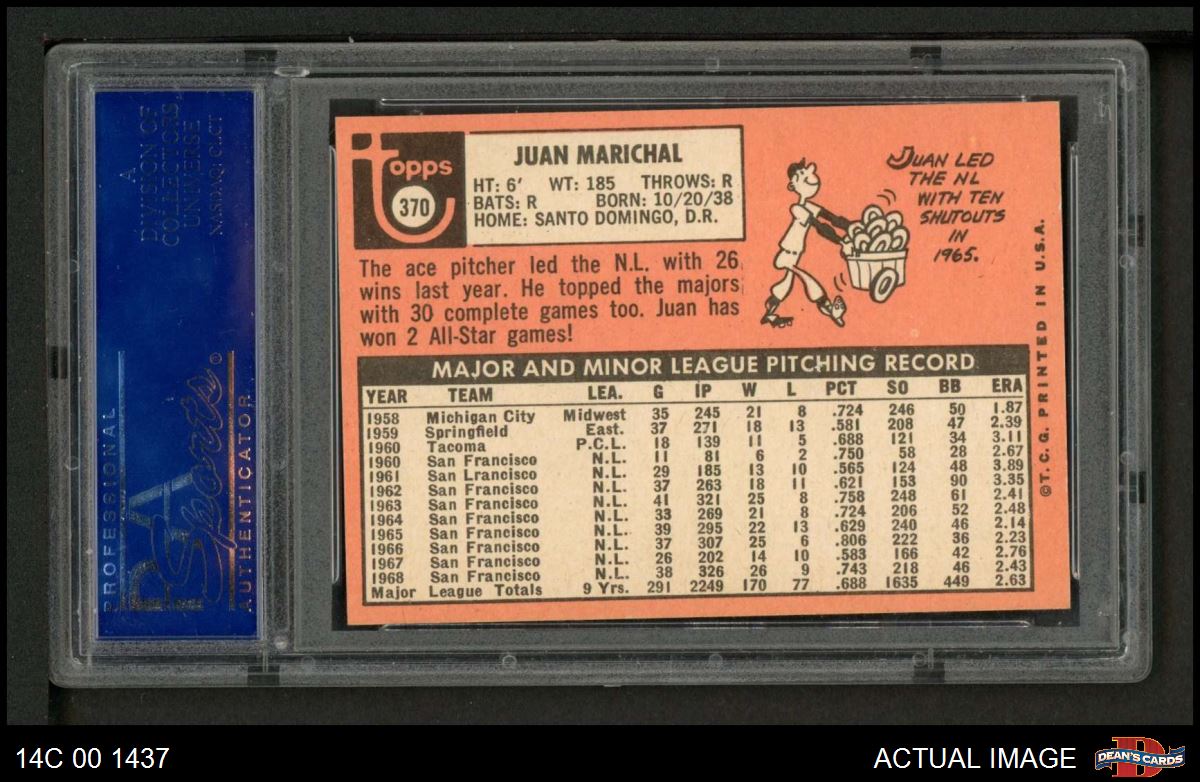 A
DIVISION OF
COLLECTORS
UNIVERSE
NASDAQ: CLCT
PROFESSIONAL
PSA
Sports ®
AUTHENTICATOR
Topps
370
JUAN MARICHAL
HT: 6' WT: 185 THROWS: R
BATS: R BORN: 10/20/38
HOME: SANTO DOMINGO, D.R.
JUAN LED
THE NL
WITH TEN
SHUTOUTS
IN
1965.
The ace pitcher led the N.L. with 26
wins last year. He topped the majors
with 30 complete games too. Juan has
won 2 All-Star games!
MAJOR AND MINOR LEAGUE PITCHING RECORD
YEAR TEAM LEA. G IP W L PCT SO BB ERA
1958 Michigan City Midwest 35 245 21 8 .724 246 50 1.87
1959 Springfield East. 37 271 18 13 .581 208 47 2.39
1960 Tacoma P.C.L. 18 139 11 5 .688 121 34 3.11
1960 San Francisco N.L. 11 81 6 2 .750 58 28 2.67
1961 San Lrancisco N.L. 29 185 13 10 .565 124 48 3.89
1962 San Francisco N.L. 37 263 18 11 .621 153 90 3.35
1963 San Francisco N.L. 41 321 25 8 .758 248 61 2.41
1964 San Francisco N.L. 33 269 21 8 .724 206 52 2.48
1965 San Francisco N.L. 39 295 22 13 .629 240 46 2.14
1966 San Francisco N.L. 37 307 25 6 .806 222 36 2.23
1967 San Francisco N.L. 26 202 14 10 .583 166 42 2.76
1968 San Francisco N.L. 38 326 26 9 .743 218 46 2.43
Major League Totals 9 Yrs. 291 2249 170 77 .688 1635 449 2.63
©T.C.G. PRINTED IN U.S.A.
14C 00 1437
ACTUAL IMAGE
DEAN'S CARDS